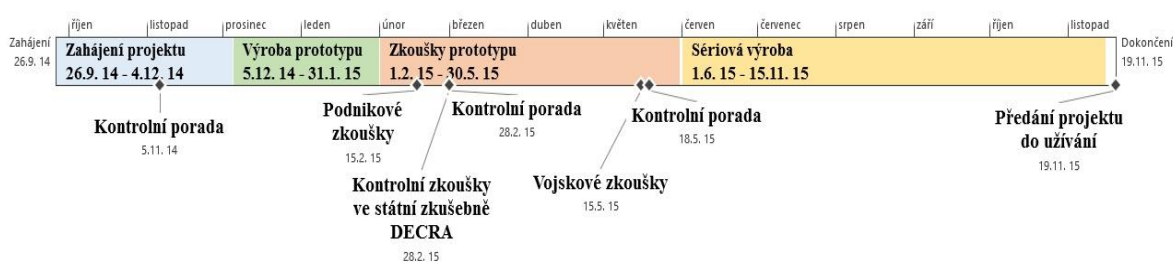 říjen listopad prosinec leden únor březen duben květen červen červenec srpen září říjen listopad
Zahájení
26.9. 14
Zahájení projektu
26.9. 14 - 4.12. 14
Výroba prototypu
5.12. 14 - 31.1. 15
Zkoušky prototypu
1.2. 15 - 30.5. 15
Sériová výroba
1.6. 15 - 15.11. 15
Dokončení
19.11. 15
Kontrolní porada
5.11. 14
Podnikové
zkoušky
15.2. 15
Kontrolní porada
28.2. 15
Kontrolní zkoušky
ve státní zkušebně
DECRA
28.2. 15
Vojskové zkoušky
15.5. 15
Kontrolní porada
18.5. 15
Předání projektu
do užívání
19.11. 15